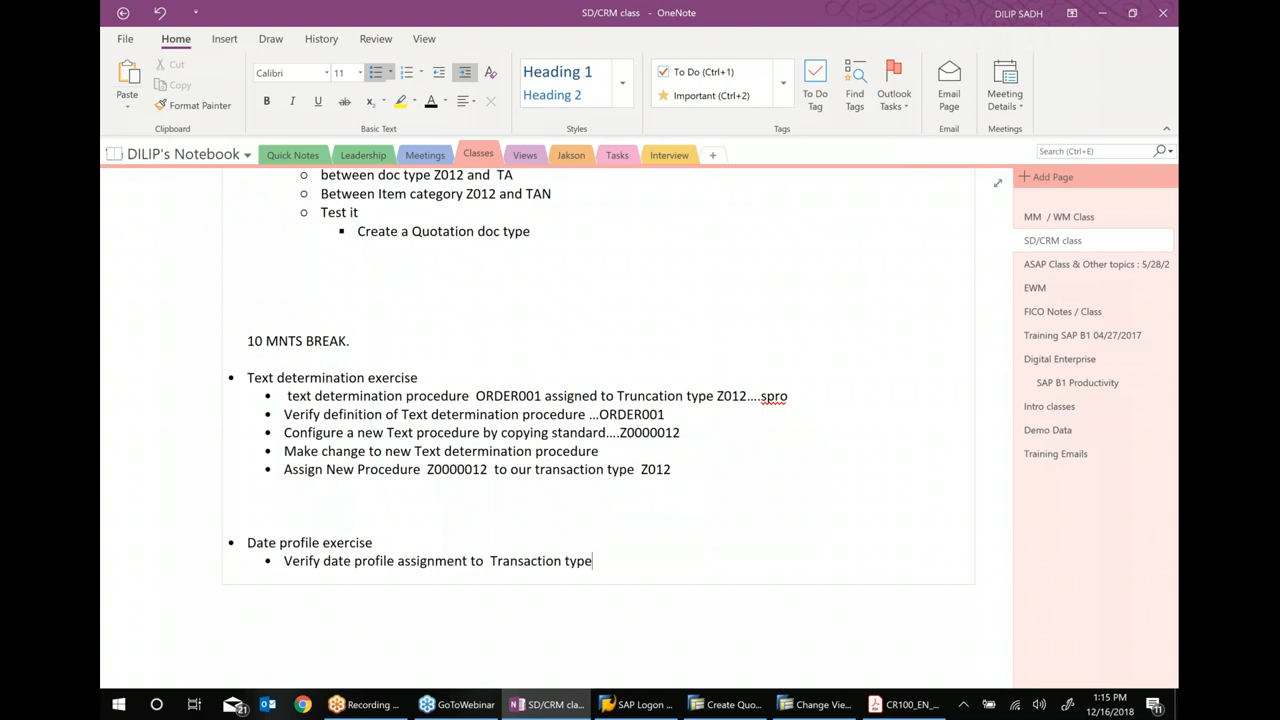 SD/CRM class - OneNote
DILIP SADH
File
Home
Insert
Draw
History
Review
View
Paste
Cut
Copy
Format Painter
Clipboard
Calibri
11
B I U ab x₂ A
Basic Text
Heading 1
Heading 2
Styles
To Do (Ctrl+1)
Important (Ctrl+2)
To Do Tag
Find Tags
Outlook Tasks
Tags
Email Page
Email
Meeting Details
Meetings
DILIP's Notebook
Quick Notes
Leadership
Meetings
Classes
Views
Jakson
Tasks
Interview
Search (Ctrl+E)
between doc type Z012 and TA
Between Item category Z012 and TAN
Test it
Create a Quotation doc type
10 MNTS BREAK.
Text determination exercise
text determination procedure ORDER001 assigned to Truncation type Z012....spro
Verify definition of Text determination procedure ...ORDER001
Configure a new Text procedure by copying standard....Z0000012
Make change to new Text determination procedure
Assign New Procedure Z0000012 to our transaction type Z012
Date profile exercise
Verify date profile assignment to Transaction type
Add Page
MM / WM Class
SD/CRM class
ASAP Class & Other topics : 5/28/2
EWM
FICO Notes / Class
Training SAP B1 04/27/2017
Digital Enterprise
SAP B1 Productivity
Intro classes
Demo Data
Training Emails
21
Recording ...
GoToWebinar
SD/CRM cla...
SAP Logon ...
Create Quo...
Change Vie...
CR100_EN_...
1:15 PM
12/16/2018
11